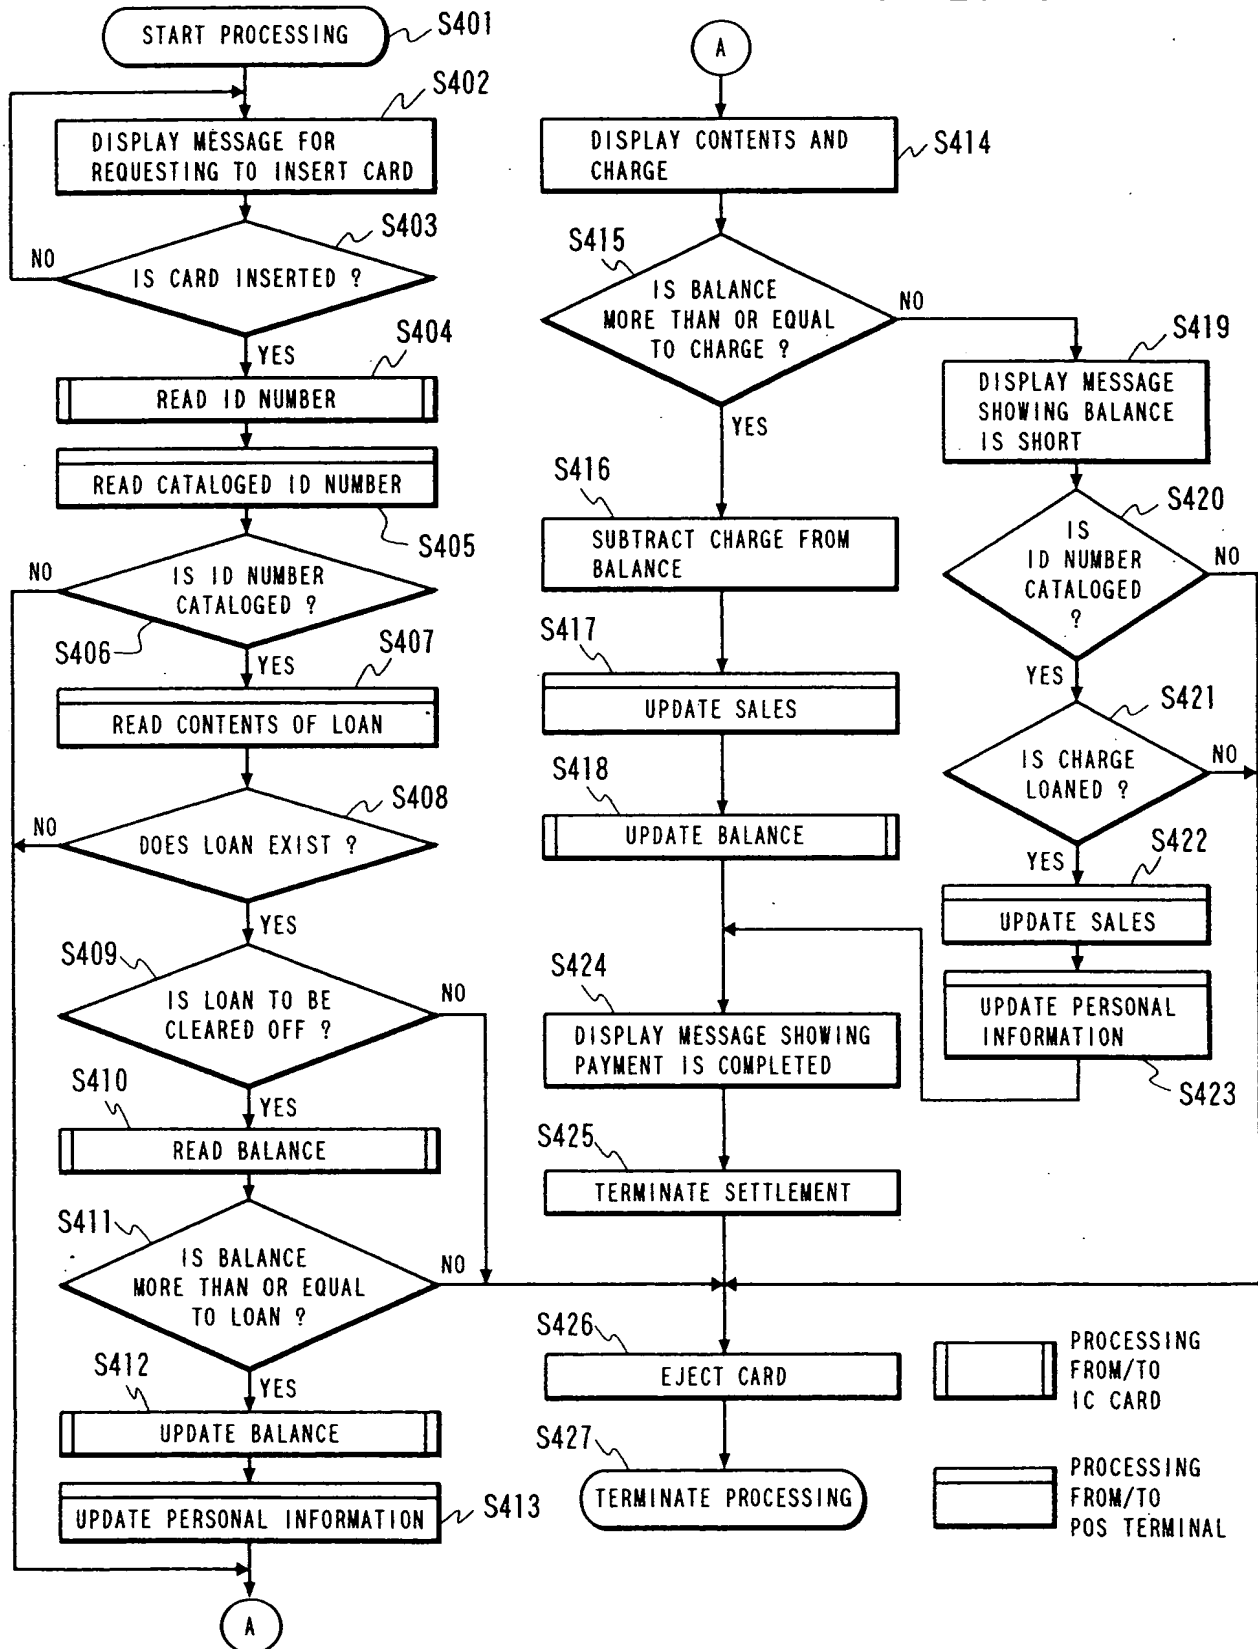 START PROCESSING
S401
S402
DISPLAY MESSAGE FOR
REQUESTING TO INSERT CARD
S403
NO
IS CARD INSERTED ?
S404
YES
READ ID NUMBER
READ CATALOGED ID NUMBER
S405
NO
IS ID NUMBER
CATALOGED ?
S406
S407
YES
READ CONTENTS OF LOAN
S408
NO
DOES LOAN EXIST ?
YES
S409
NO
IS LOAN TO BE
CLEARED OFF ?
S410
YES
READ BALANCE
S411
IS BALANCE
MORE THAN OR EQUAL
TO LOAN ?
NO
S412
YES
UPDATE BALANCE
UPDATE PERSONAL INFORMATION
S413
A
A
DISPLAY CONTENTS AND
CHARGE
S414
S415
IS BALANCE
MORE THAN OR EQUAL
TO CHARGE ?
NO
YES
S416
SUBTRACT CHARGE FROM
BALANCE
S417
UPDATE SALES
S418
UPDATE BALANCE
S424
DISPLAY MESSAGE SHOWING
PAYMENT IS COMPLETED
S425
TERMINATE SETTLEMENT
S426
EJECT CARD
S427
TERMINATE PROCESSING
S419
DISPLAY MESSAGE
SHOWING BALANCE
IS SHORT
S420
IS
ID NUMBER
CATALOGED
?
NO
YES
S421
IS CHARGE
LOANED ?
NO
YES
S422
UPDATE SALES
UPDATE PERSONAL
INFORMATION
S423
PROCESSING
FROM/TO
IC CARD
PROCESSING
FROM/TO
POS TERMINAL